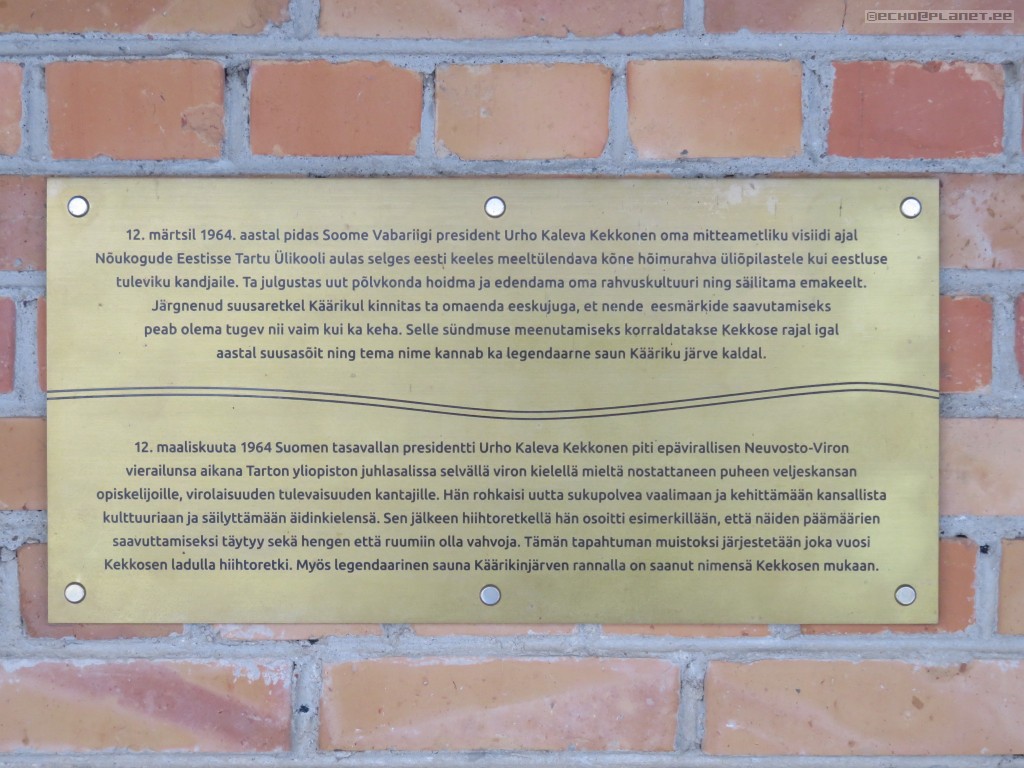 @ECHO@PLANET.EE
12. märtsil 1964. aastal pidas Soome Vabariigi president Urho Kaleva Kekkonen oma mitteametliku visiidi ajal
Nõukogude Eestisse Tartu Ülikooli aulas selges eesti keeles meeltülendava kõne hõimurahva üliõpilastele kui eestluse
tuleviku kandjaile. Ta julgustas uut põlvkonda hoidma ja edendama oma rahvuskultuuri ning säilitama emakeelt.
Järgnenud suusaretkel Käärikul kinnitas ta omaenda eeskujuga, et nende eesmärkide saavutamiseks
peab olema tugev nii vaim kui ka keha. Selle sündmuse meenutamiseks korraldatakse Kekkose rajal igal
aastal suusasõit ning tema nime kannab ka legendaarne saun Kääriku järve kaldal.
12. maaliskuuta 1964 Suomen tasavallan presidentti Urho Kaleva Kekkonen piti epävirallisen Neuvosto-Viron
vierailunsa aikana Tarton yliopiston juhlasalissa selvällä viron kielellä mieltä nostattaneen puheen veljeskansan
opiskelijoille, virolaisuuden tulevaisuuden kantajille. Hän rohkaisi uutta sukupolvea vaalimaan ja kehittämään kansallista
kulttuuriaan ja säilyttämään äidinkielensä. Sen jälkeen hiihtoretkellä hän osoitti esimerkillään, että näiden päämäärien
saavuttamiseksi täytyy sekä hengen että ruumiin olla vahvoja. Tämän tapahtuman muistoksi järjestetään joka vuosi
Kekkosen ladulla hiihtoretki. Myös legendaarinen sauna Käärikinjärven rannalla on saanut nimensä Kekkosen mukaan.